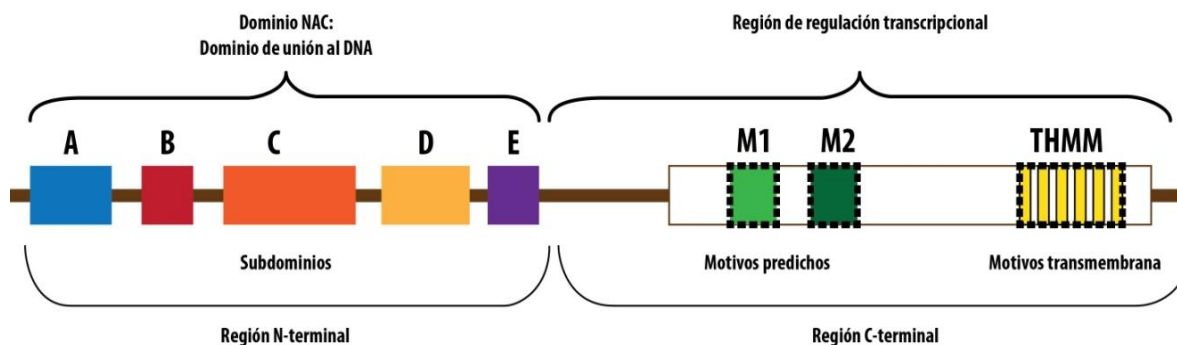 Dominio NAC:
Dominio de unión al DNA
Región de regulación transcripcional
A B C D E M1 M2 THMM
Subdominios Motivos predichos Motivos transmembrana
Región N-terminal Región C-terminal